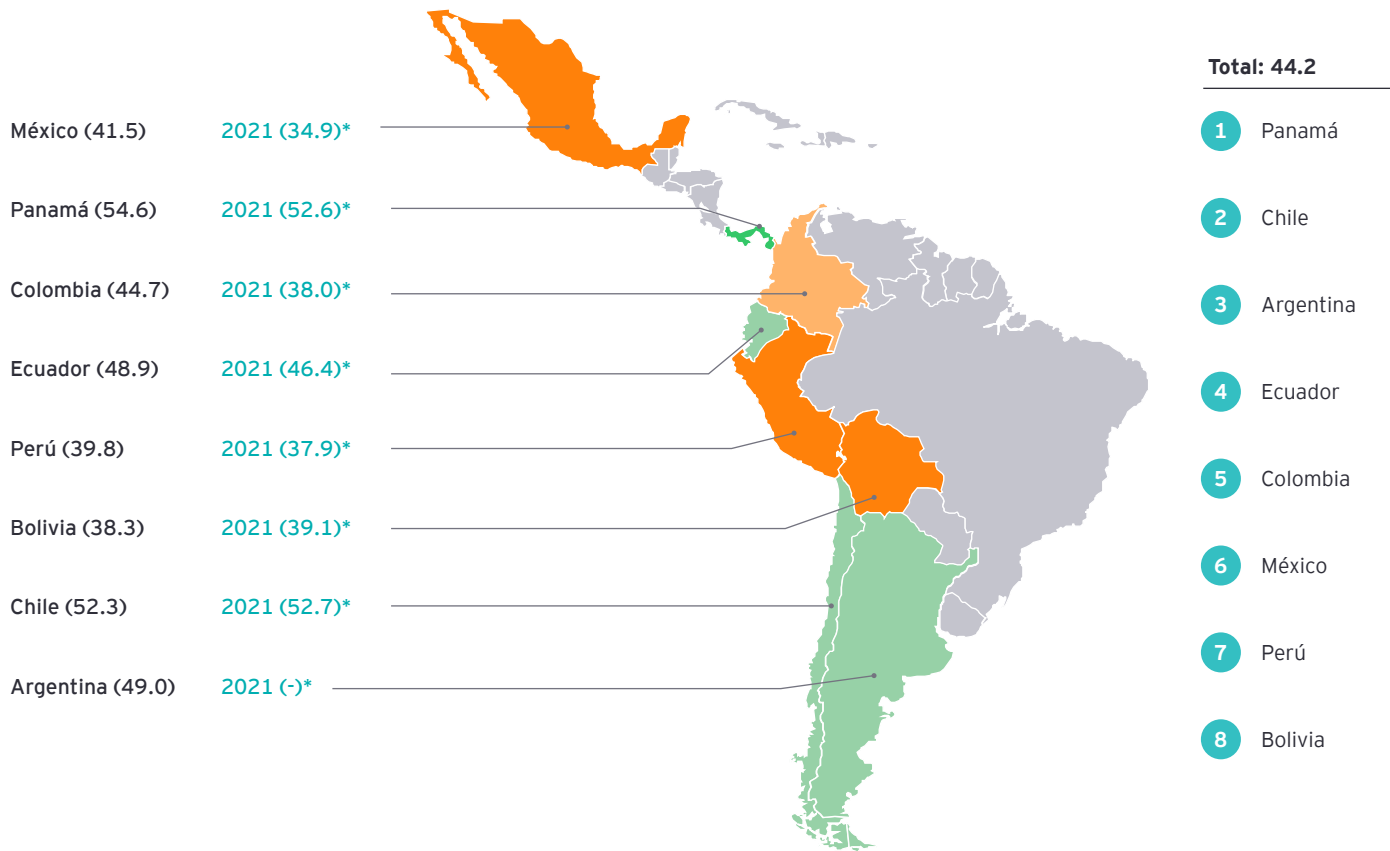 Total: 44.2
México (41.5) 2021 (34.9)*
Panamá (54.6) 2021 (52.6)*
Colombia (44.7) 2021 (38.0)*
Ecuador (48.9) 2021 (46.4)*
Perú (39.8) 2021 (37.9)*
Bolivia (38.3) 2021 (39.1)*
Chile (52.3) 2021 (52.7)*
Argentina (49.0) 2021 (-)*
1 Panamá
2 Chile
3 Argentina
4 Ecuador
5 Colombia
6 México
7 Perú
8 Bolivia